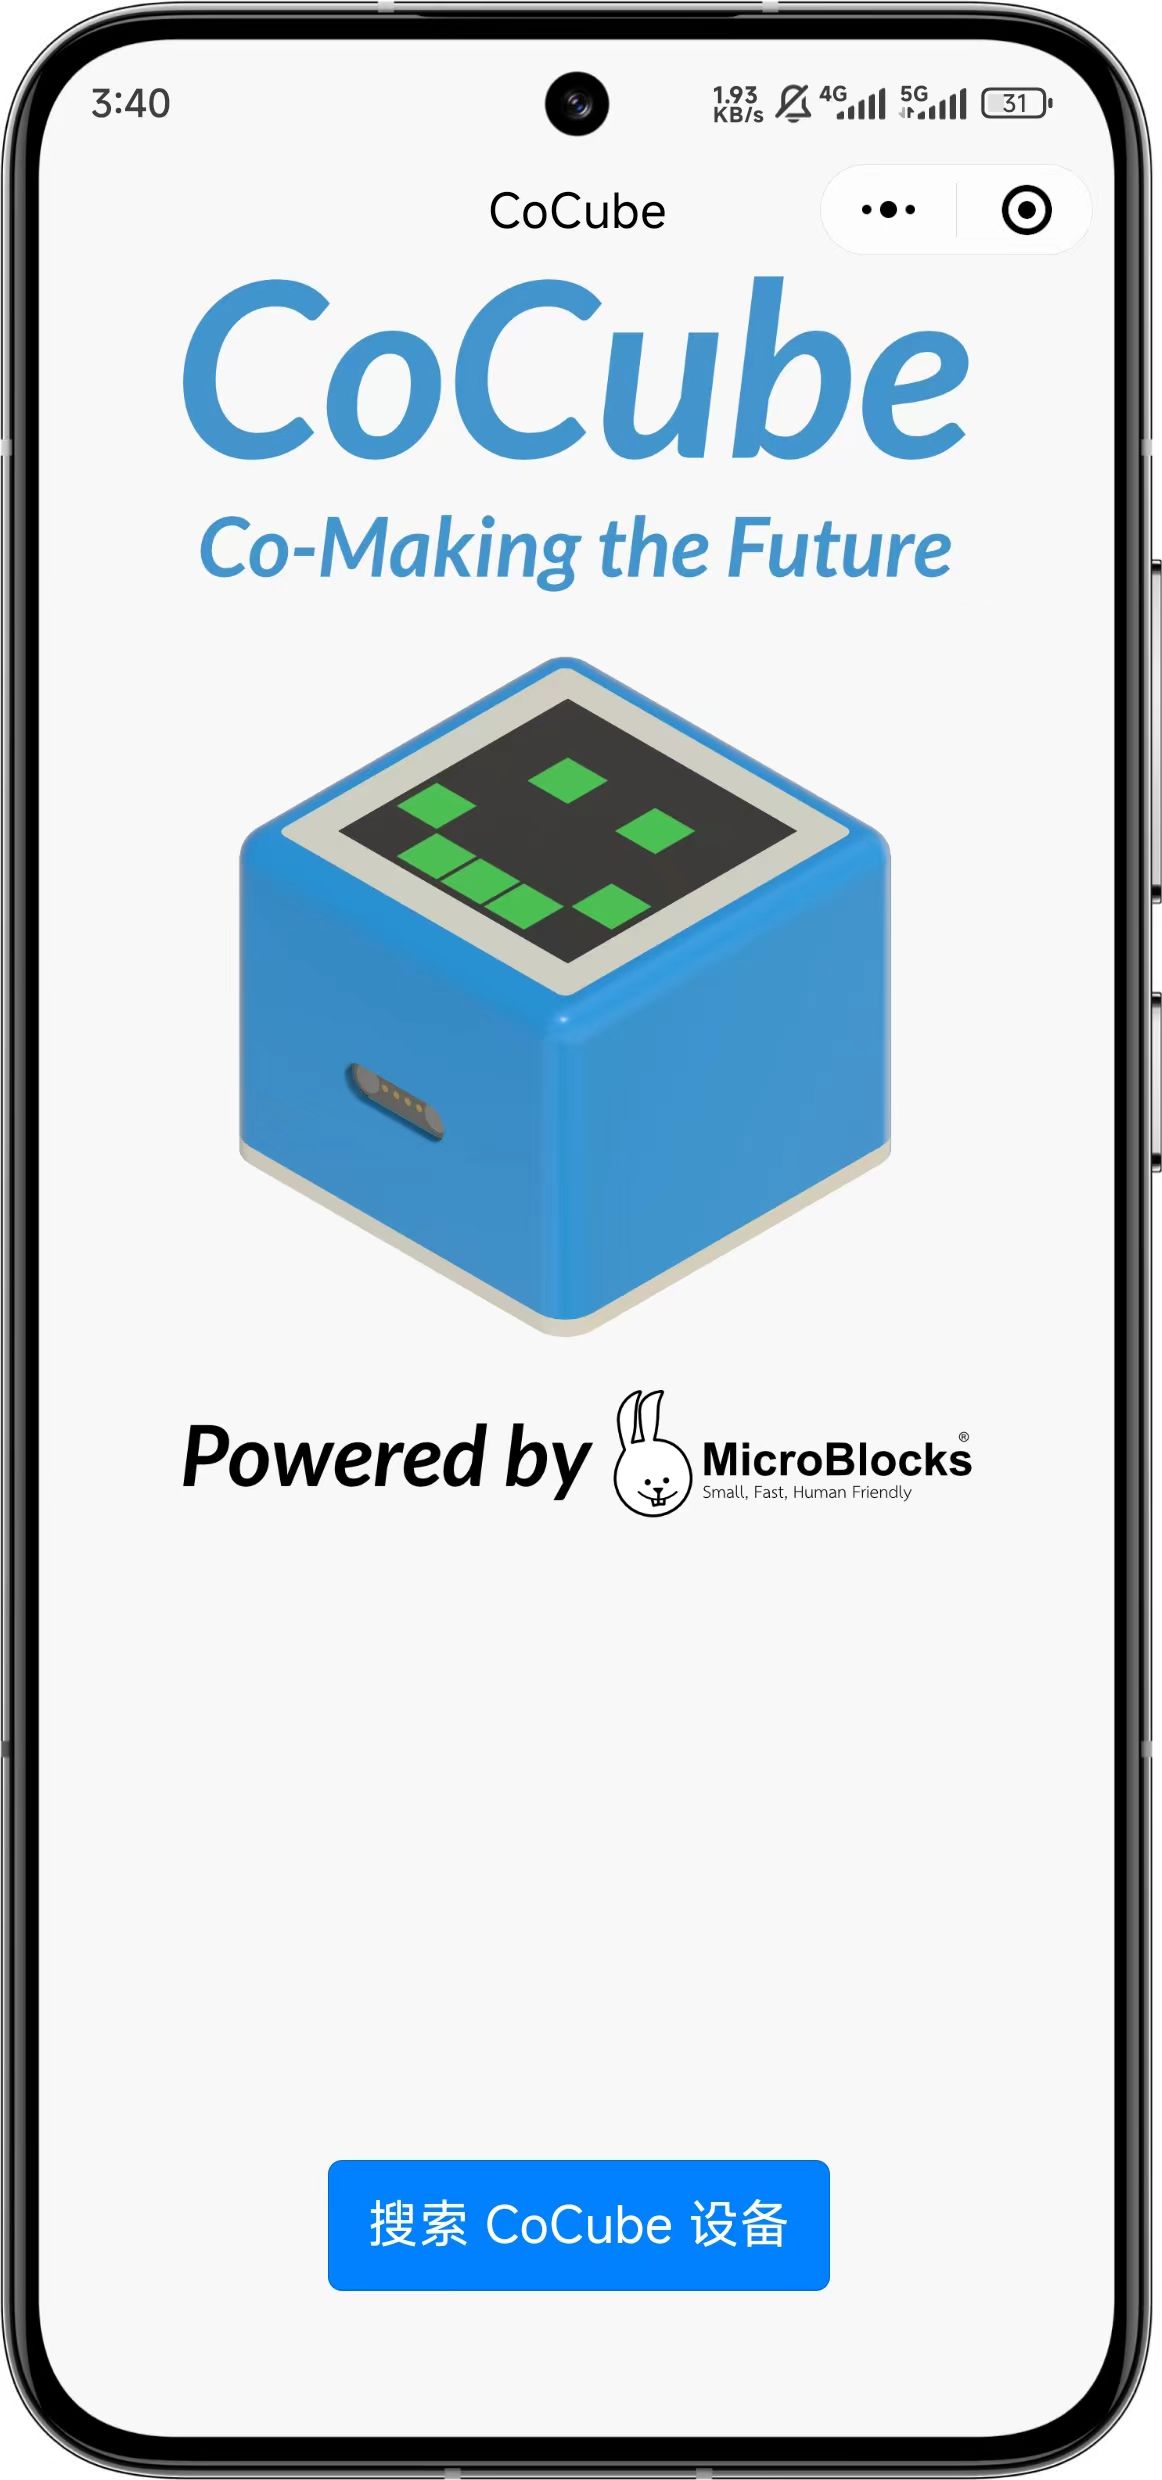 3:40
1.93 KB/s 4G 5G 31
CoCube
CoCube
Co-Making the Future
Powered by MicroBlocks®
Small, Fast, Human Friendly
搜索 CoCube 设备